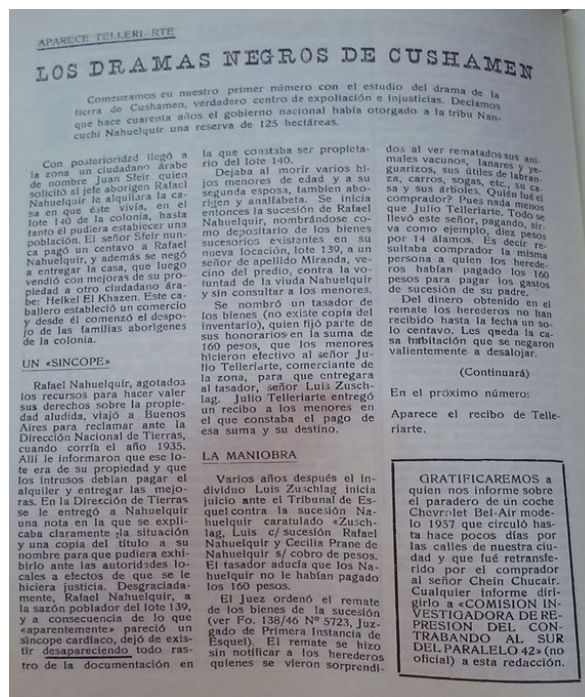 APARECE TELLERIARTE
LOS DRAMAS NEGROS DE CUSHAMEN
Comenzamos eu nuestro primer número con el estudio del drama de la
tierra de Cushamen, verdadero centro de expoliación e injusticias. Decíamos
que hace cuarenta años el gobierno nacional había otorgado a la tribu Ñan-
cuchi Nahuelquir una reserva de 125 hectáreas.
Con posterioridad llegó a
la zona un ciudadano árabe
de nombre Juan Sfeir quien
solicitó al jefe aborigen Rafael
Nahuelquir le alquilara la ca-
sa en que éste vivía, en el
lote 140 de la colonia, hasta
tanto él pudiera establecer una
población. El señor Sfeir nun-
ca pagó un centavo a Rafael
Nahuelquir, y además se negó
a entregar la casa, que luego
vendió con mejoras de su pro-
piedad a otro ciudadano ára-
be: Heikel El Khazen. Este ca-
ballero estableció un comercio
y desde él comenzó el despo-
jo de las familias aborígenes
de la colonia.
UN «SINCOPE»
Rafael Nahuelquir, agotados
los recursos para hacer valer
sus derechos sobre la propie-
dad aludida, viajó a Buenos
Aires para reclamar ante la
Dirección Nacional de Tierras,
cuando corría el año 1935.
Allí le informaron que ese lo-
te era de su propiedad y que
los intrusos debían pagar el
alquiler y entregar las mejo-
ras. En la Dirección de Tierras
se le entregó a Nahuelquir
una nota en la que se expli-
caba claramente la situación
y una copia del título a su
nombre para que pudiera exhi-
birlo ante las autoridades lo-
cales a efectos de que se le
hiciera justicia. Desgraciada-
mente, Rafael Nahuelquir, a
la sazón poblador del lote 139,
y a consecuencia de lo que
«aparentemente» pareció un
síncope cardíaco, dejó de exis-
tir desapareciendo todo ras-
tro de la documentación en
la que constaba ser propieta-
rio del lote 140.
Dejaba al morir varios hi-
jos menores de edad y a su
segunda esposa, tambien abo-
rigen y analfabeta. Se inicia
entonces la sucesión de Rafael
Nahuelquir, nombrándose co-
mo depositario de los bienes
sucesorios existentes en su
nueva locación, lote 139, a un
señor de apellido Miranda, ve-
cino del predio, contra la vo-
luntad de la viuda Nahuelquir
y sin consultar a los menores.
Se nombró un tasador de
los bienes (no existe copia del
inventario), quien fijó parte de
sus honorarios en la suma de
160 pesos, que los menores
hicieron efectivo al señor Ju-
lio Telleriarte, comerciante de
la zona, para que entregara
al tasador, señor Luis Zusch-
lag. Julio Telleriarte entregó
un recibo a los menores en
el que constaba el pago de
esa suma y su destino.
LA MANIOBRA
Varios años después el in-
dividuo Luis Zuschlag inicia
juicio ante el Tribunal de Es-
quel contra la sucesión Na-
huelquir caratulado «Zusch-
lag, Luis c/ sucesión Rafael
Nahuelquir y Cecilia Prane de
Nahuelquir s/ cobro de pesos.
El tasador aducía que los Na-
huelquir no le habían pagado
los 160 pesos.
El juez ordenó el remate
de los bienes de la sucesión
(ver Fo. 138/46 Nº 5723, Juz-
gado de Primera Instancia de
Esquel). El remate se hizo
sin notificar a los herederos
quienes se vieron sorprendi-
dos al ver rematados sus ani-
males vacunos, lanares y ye-
guarizos, sus útiles de labran-
za, carros, sogas, etc., su ca-
sa y sus árboles. Quién fué el
comprador? Pues nada menos
que Julio Telleriarte. Todo se
llevó este señor, pagando, sir-
va como ejemplo, diez pesos
por 14 álamos. Es decir re-
sultaba comprador la misma
persona a quien los herede-
ros habían pagado los 160
pesos para pagar los gastos
de sucesión de su padre.
Del dinero obtenido en el
remate los herederos no han
recibido hasta la fecha un so-
lo centavo. Les queda la ca-
sa habitación que se negaron
valientemente a desalojar.
(Continuará)
En el próximo número:
Aparece el recibo de Telle-
riarte.
GRATIFICAREMOS a
quien nos informe sobre
el paradero de un coche
Chevrolet Bel-Air mode-
lo 1957 que circuló has-
ta hace pocos días por
las calles de nuestra ciu-
dad y que fué retransfe-
rido por el comprador
al señor Chein Chucair.
Cualquier informe diri-
girlo a «COMISION IN-
VESTIGADORA DE RE-
PRESION DEL CON-
TRABANDO AL SUR
DEL PARALELO 42» (no
oficial) a esta redacción.